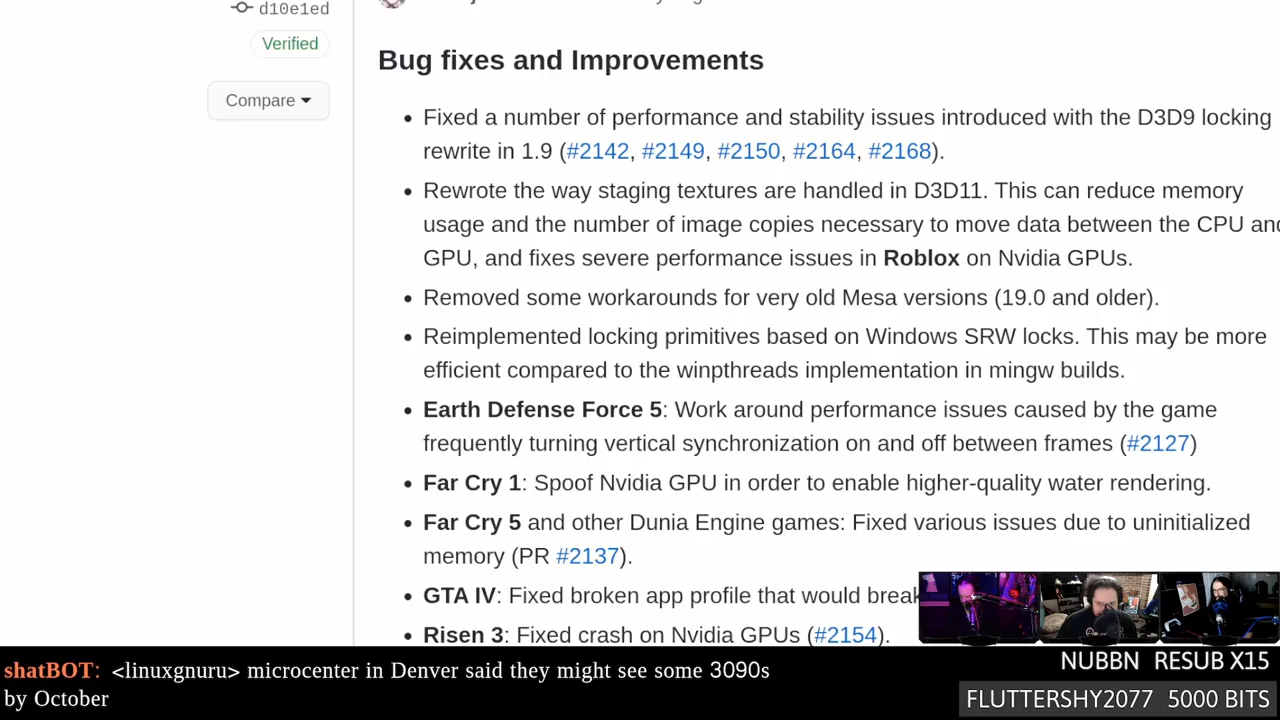 d10e1ed
Verified
Compare
Bug fixes and Improvements
• Fixed a number of performance and stability issues introduced with the D3D9 locking
rewrite in 1.9 (#2142, #2149, #2150, #2164, #2168).
• Rewrote the way staging textures are handled in D3D11. This can reduce memory
usage and the number of image copies necessary to move data between the CPU and
GPU, and fixes severe performance issues in Roblox on Nvidia GPUs.
• Removed some workarounds for very old Mesa versions (19.0 and older).
• Reimplemented locking primitives based on Windows SRW locks. This may be more
efficient compared to the winpthreads implementation in mingw builds.
• Earth Defense Force 5: Work around performance issues caused by the game
frequently turning vertical synchronization on and off between frames (#2127)
• Far Cry 1: Spoof Nvidia GPU in order to enable higher-quality water rendering.
• Far Cry 5 and other Dunia Engine games: Fixed various issues due to uninitialized
memory (PR #2137).
• GTA IV: Fixed broken app profile that would break
• Risen 3: Fixed crash on Nvidia GPUs (#2154).
shatBOT: <linuxgnuru> microcenter in Denver said they might see some 3090s
by October
NUBBN RESUB X15
FLUTTERSHY2077 5000 BITS